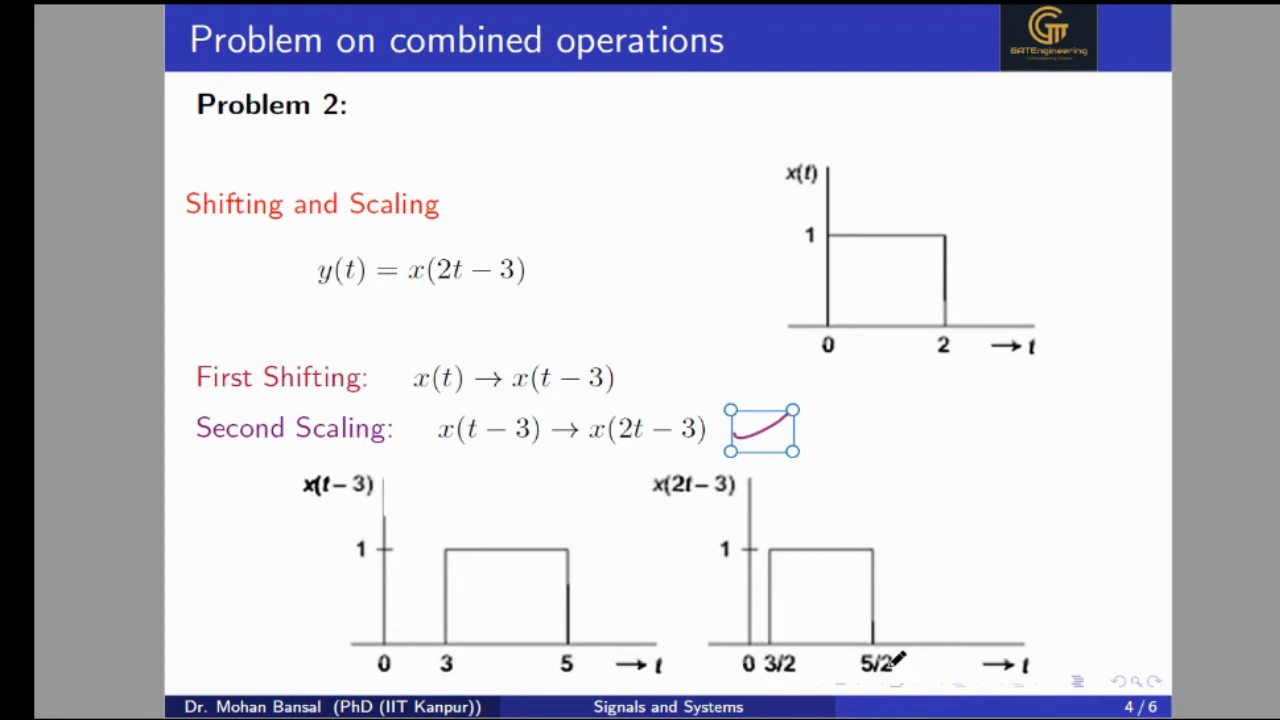 Problem on combined operations
GATEngineering
Problem 2:
x(t)
Shifting and Scaling
1
y(t) = x(2t − 3)
0 2 → t
First Shifting: x(t) → x(t − 3)
Second Scaling: x(t − 3) → x(2t − 3)
x(t − 3) x(2t − 3)
1 1
0 3 5 → t 0 3/2 5/2 → t
Dr. Mohan Bansal (PhD (IIT Kanpur)) Signals and Systems 4 / 6